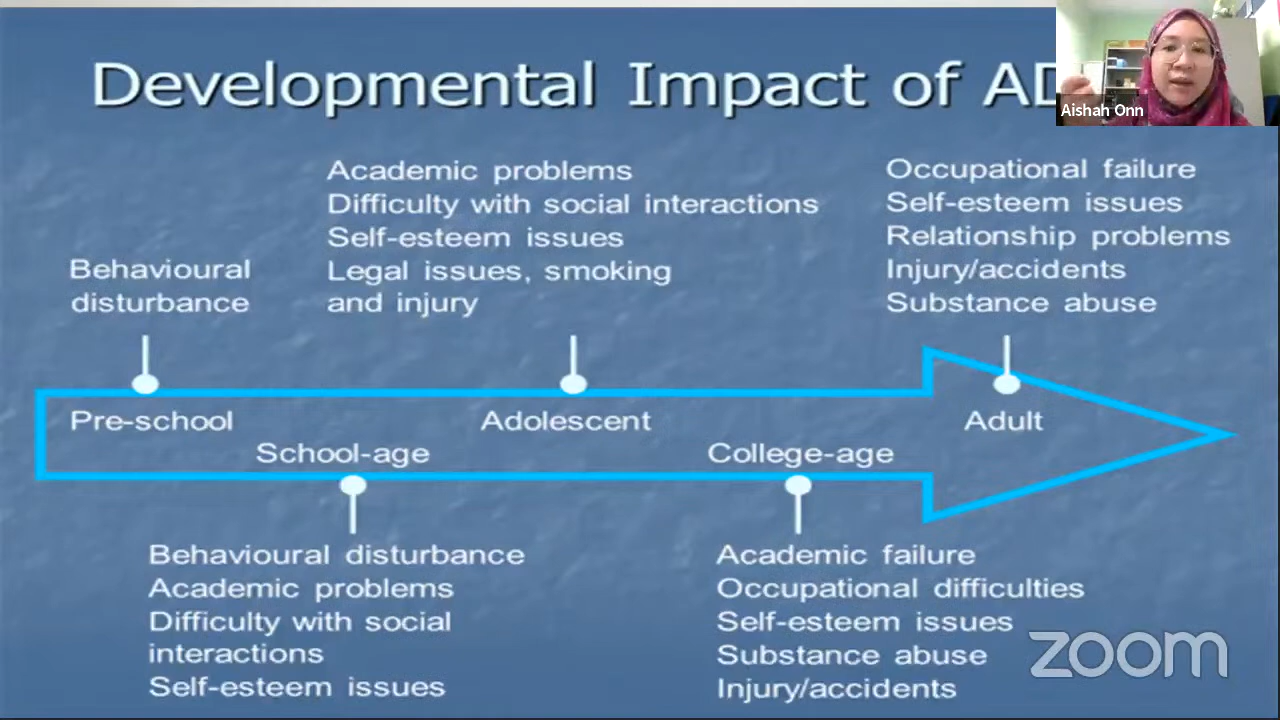 Developmental Impact of AD
Aishah Onn
Academic problems
Difficulty with social interactions
Self-esteem issues
Legal issues, smoking
and injury
Occupational failure
Self-esteem issues
Relationship problems
Injury/accidents
Substance abuse
Behavioural
disturbance
Pre-school
School-age
Adolescent
College-age
Adult
Behavioural disturbance
Academic problems
Difficulty with social
interactions
Self-esteem issues
Academic failure
Occupational difficulties
Self-esteem issues
Substance abuse
Injury/accidents
zoom